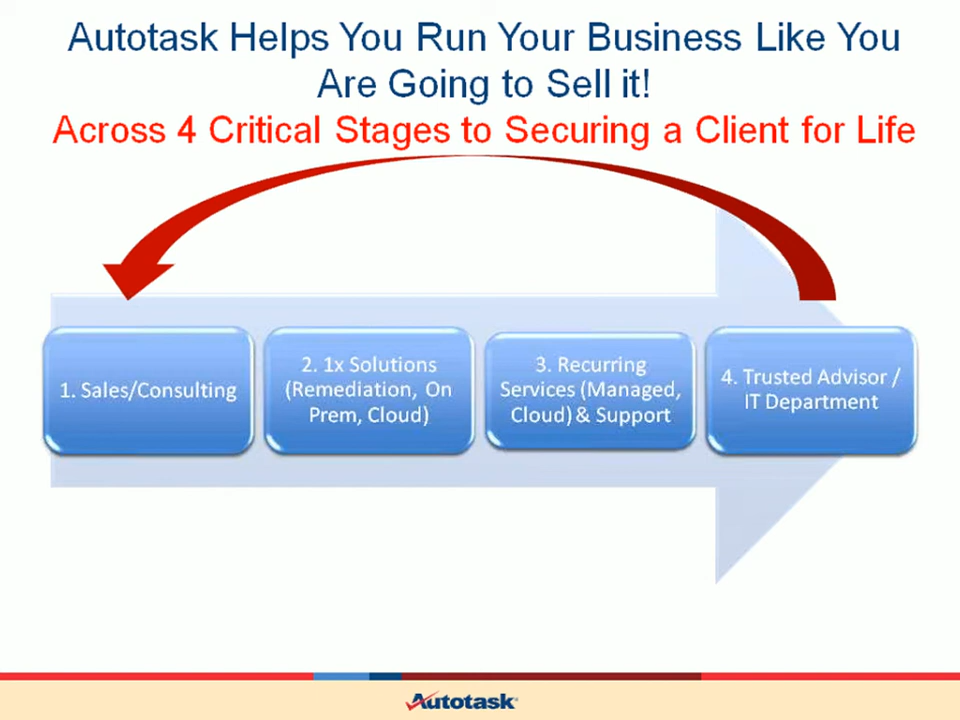 Autotask Helps You Run Your Business Like You
Are Going to Sell it!
Across 4 Critical Stages to Securing a Client for Life
1. Sales/Consulting
2. 1x Solutions
(Remediation, On
Prem, Cloud)
3. Recurring
Services (Managed,
Cloud) & Support
4. Trusted Advisor /
IT Department
Autotask